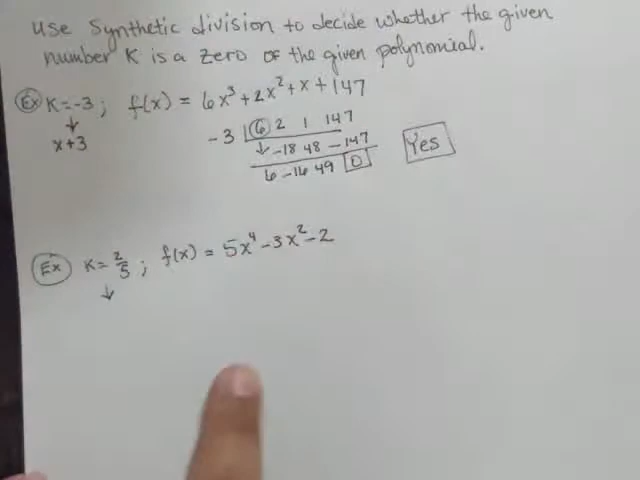 Use Synthetic division to decide whether the given
number K is a zero of the given polynomial.
Ex K=-3; f(x) = 6x³+2x²+x+147
↓
x+3
-3 6 2 1 147
↓ -18 48 -147
6 -16 49 0
Yes
Ex K=2/5; f(x) = 5x⁴-3x²-2
↓